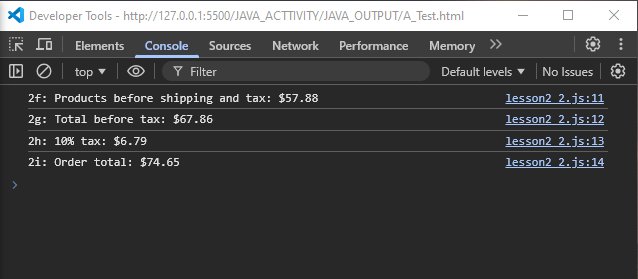 Developer Tools - http://127.0.0.1:5500/JAVA_ACTTIVITY/JAVA_OUTPUT/A_Test.html
Elements Console Sources Network Performance Memory
top Filter Default levels No Issues
2f: Products before shipping and tax: $57.88 lesson2 2.js:11
2g: Total before tax: $67.86 lesson2 2.js:12
2h: 10% tax: $6.79 lesson2 2.js:13
2i: Order total: $74.65 lesson2 2.js:14